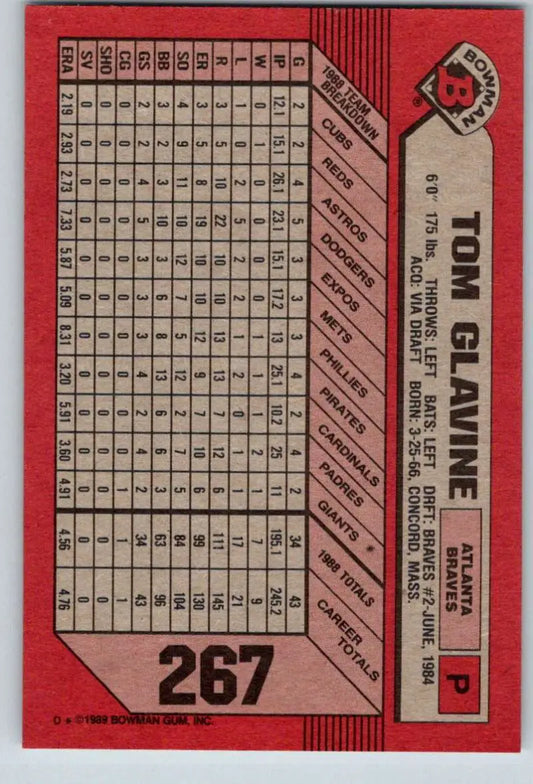 BOWMAN
B
®
TOM GLAVINE
ATLANTA
BRAVES
P
6'0" 175 lbs. THROWS: LEFT BATS: LEFT DRFT: BRAVES #2-JUNE, 1984
ACQ: VIA DRAFT BORN: 3-25-66, CONCORD, MASS.
1988 TEAM
BREAKDOWN
CUBS
REDS
ASTROS
DODGERS
EXPOS
METS
PHILLIES
PIRATES
CARDINALS
PADRES
GIANTS
1988 TOTALS
CAREER
TOTALS
G 2 2 4 5 3 3 3 4 2 4 2 34 43
IP 12.1 15.1 26.1 23.1 15.1 17.2 13 25.1 10.2 25 11 195.1 245.2
W 0 1 0 0 0 0 1 1 1 2 1 7 9
L 1 0 2 5 2 2 1 2 0 1 1 17 21
R 3 5 10 22 10 10 13 13 7 12 6 111 145
ER 3 5 8 19 10 10 12 9 7 10 6 99 130
SO 4 9 11 10 12 7 5 12 2 7 5 84 104
BB 3 2 3 10 3 6 8 13 6 6 3 63 96
GS 2 2 4 5 3 3 3 4 2 4 2 34 43
CG 0 0 0 0 0 0 0 0 0 0 1 1 1
SHO 0 0 0 0 0 0 0 0 0 0 0 0 0
SV 0 0 0 0 0 0 0 0 0 0 0 0 0
ERA 2.19 2.93 2.73 7.33 5.87 5.09 8.31 3.20 5.91 3.60 4.91 4.56 4.76
267
D * ©1989 BOWMAN GUM, INC.